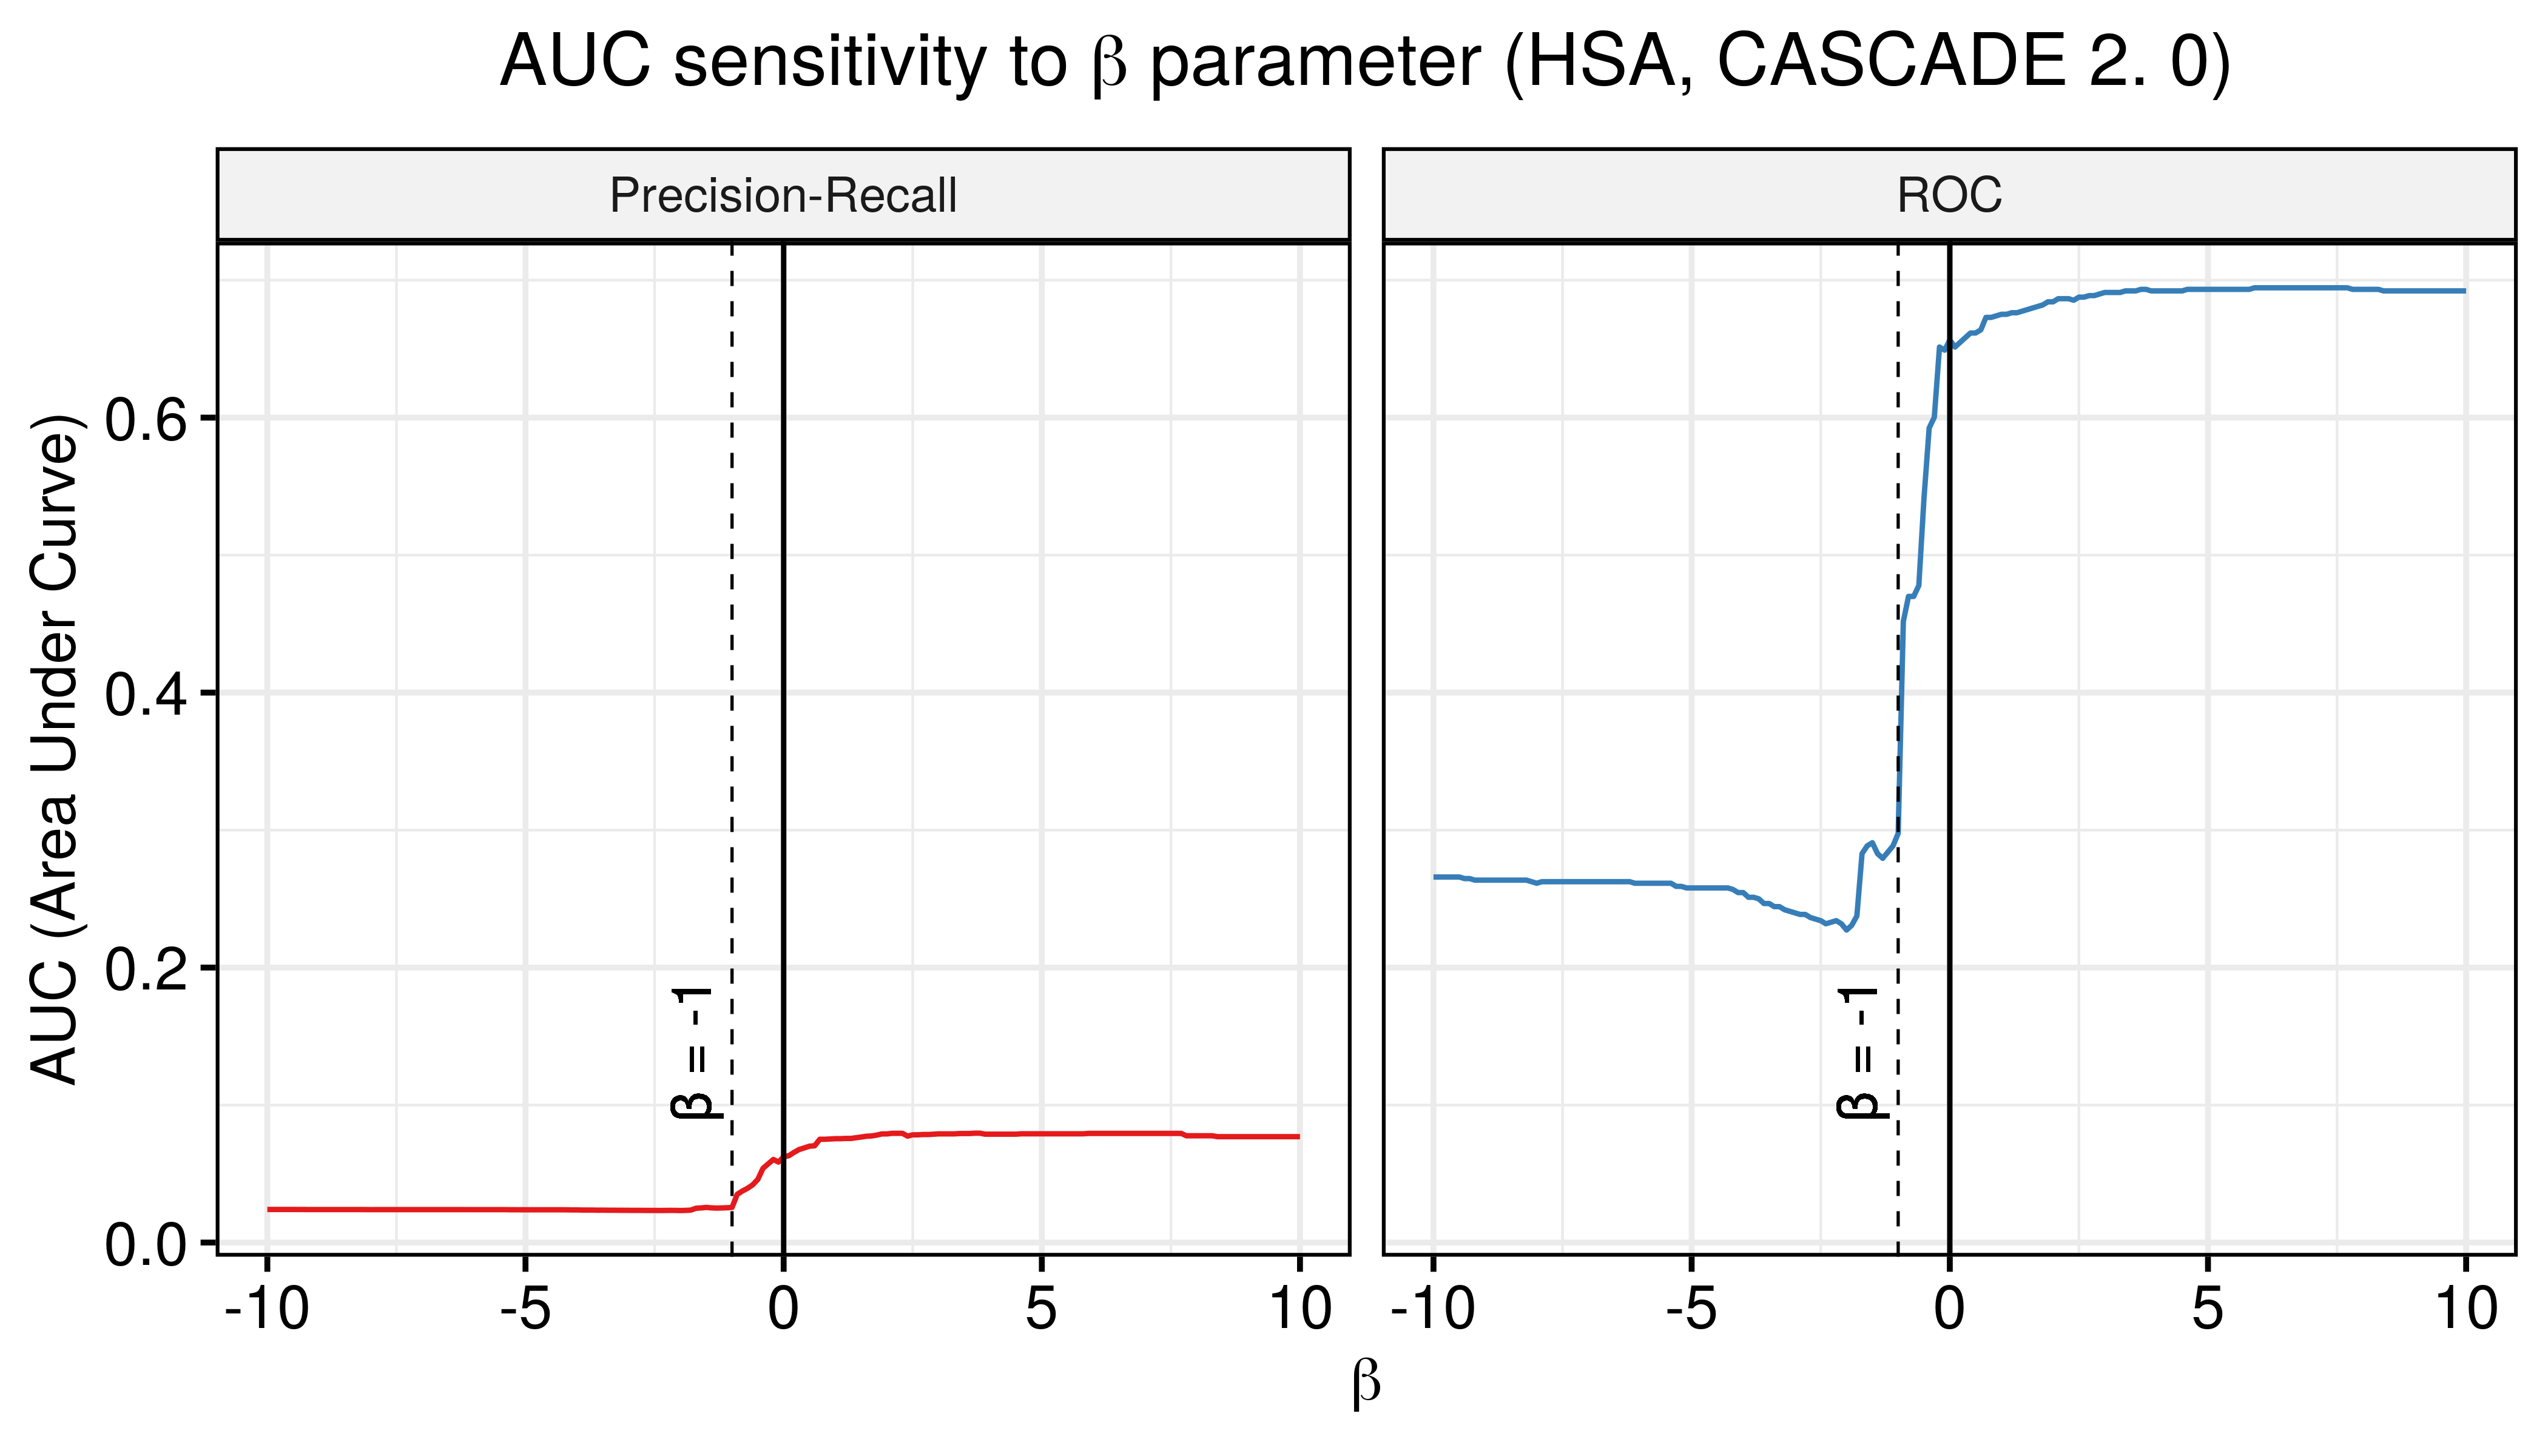 AUC sensitivity to β parameter (HSA, CASCADE 2. 0)
Precision-Recall
ROC
AUC (Area Under Curve)
0.6
0.4
0.2
0.0
β = -1
β = -1
-10 -5 0 5 10
-10 -5 0 5 10
β